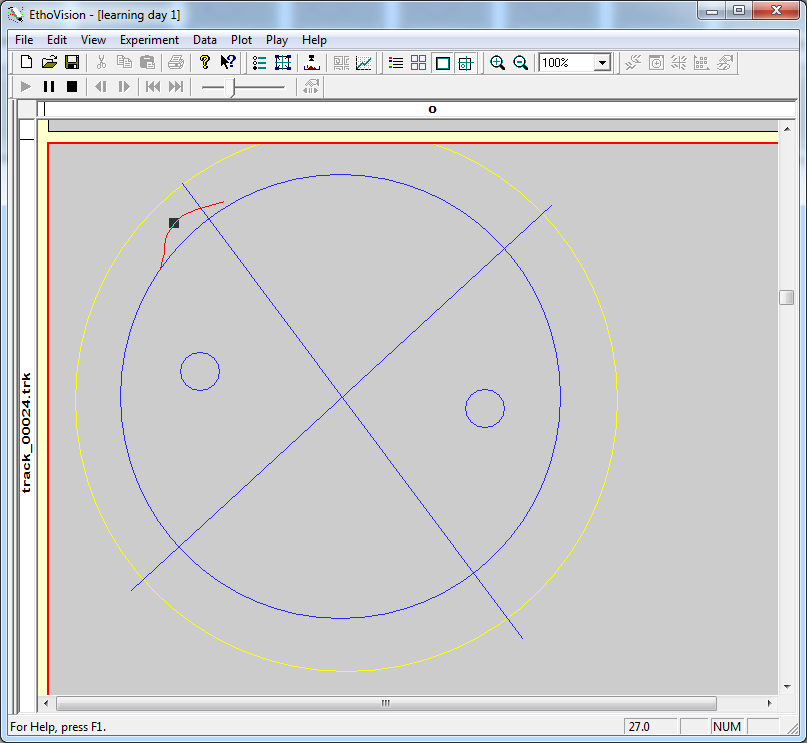 EthoVision - [learning day 1]
File Edit View Experiment Data Plot Play Help
100%
o
track_00024.trk
For Help, press F1.
27.0
NUM